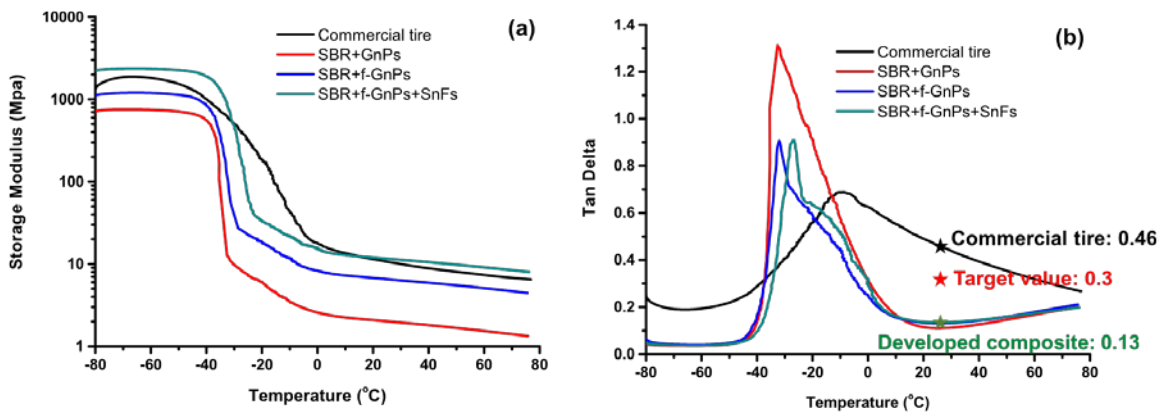 (a)
Commercial tire
SBR+GnPs
SBR+f-GnPs
SBR+f-GnPs+SnFs
Storage Modulus (Mpa)
10000
1000
100
10
1
-80
-60
-40
-20
0
20
40
60
80
Temperature (°C)
(b)
Commercial tire
SBR+GnPs
SBR+f-GnPs
SBR+f-GnPs+SnFs
Tan Delta
1.4
1.2
1.0
0.8
0.6
0.4
0.2
0.0
Commercial tire: 0.46
Target value: 0.3
Developed composite: 0.13
-80
-60
-40
-20
0
20
40
60
80
Temperature (°C)